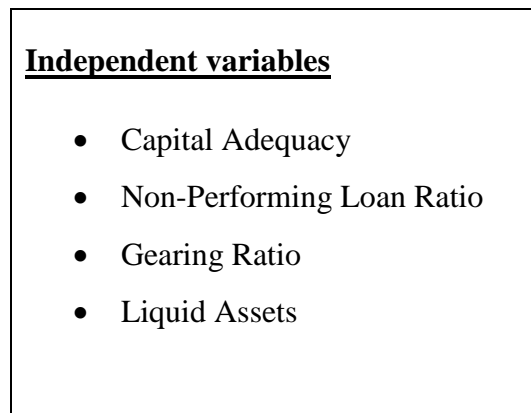 Independent variables
• Capital Adequacy
• Non-Performing Loan Ratio
• Gearing Ratio
• Liquid Assets